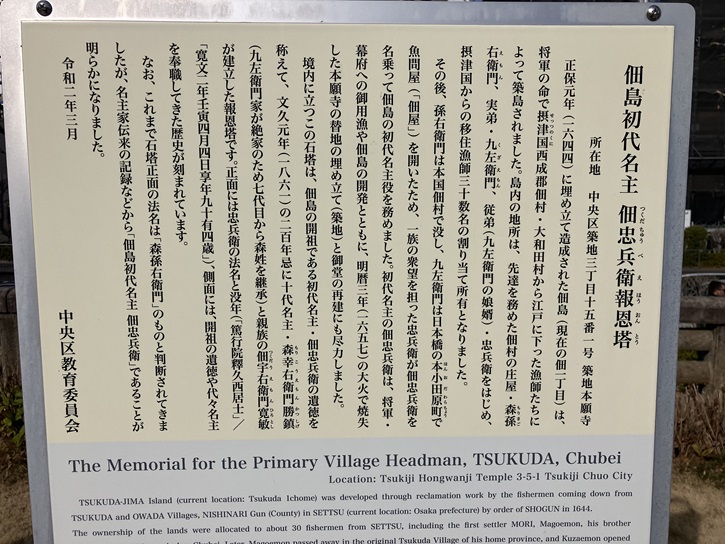 佃島初代名主 佃忠兵衛報恩塔
所在地 中央区築地三丁目十五番一号 築地本願寺
正保元年(一六四四)に埋め立て造成された佃島(現在の佃一丁目)は、
将軍の命で摂津国西成郡佃村・大和田村から江戸に下った漁師たちに
よって築島されました。島内の地所は、先達を務めた佃村の庄屋・森孫
右衛門、実弟・九左衛門、従弟(九左衛門の娘婿)・忠兵衛をはじめ、
摂津国からの移住漁師三十数名の割り当て所有となりました。
その後、孫右衛門は本国佃村で没し、九左衛門は日本橋の本小田原町で
魚問屋(「佃屋」)を開いたため、一族の衆望を担った忠兵衛が佃忠兵衛を
名乗って佃島の初代名主役を務めました。初代名主の佃忠兵衛は、将軍・
幕府への御用漁や佃島の開発とともに、明暦三年(一六五七)の大火で焼失
した本願寺の替地の埋め立て(築地)と御堂の再建にも尽力しました。
境内に立つこの石塔は、佃島の開祖である初代名主・佃忠兵衛の遺徳を
称えて、文久元年(一八六一)の二百年忌に十代名主・森幸右衛門勝鎮
(九左衛門家が絶家のため七代目から森姓を継承)と親族の佃宇右衛門寛敏
が建立した報恩塔です。正面には忠兵衛の法名と没年(「篤行院釋久西居士」/
「寛文二年壬寅四月四日享年九十有四歳」)、側面には、開祖の遺徳や代々名主
を奉職してきた歴史が刻まれています。
なお、これまで石塔正面の法名は「森孫右衛門」のものと判断されてきま
したが、名主家伝来の記録などから「佃島初代名主 佃忠兵衛」であることが
明らかになりました。
令和二年三月
中央区教育委員会
The Memorial for the Primary Village Headman, TSUKUDA, Chubei
Location: Tsukiji Hongwanji Temple 3-5-1 Tsukiji Chuo City
TSUKUDA-JIMA Island (current location: Tsukuda 1chome) was developed through reclamation work by the fishermen coming down from
TSUKUDA and OWADA Villages, NISHINARI Gun (County) in SETTSU (current location: Osaka prefecture) by order of SHOGUN in 1644.
The ownership of the lands were allocated to about 30 fishermen from SETTSU, including the first settler MORI, Magoemon, his brother
Chubei. Later, Magoemon passed away in the original Tsukuda Village of his home province, and Kuzaemon opened